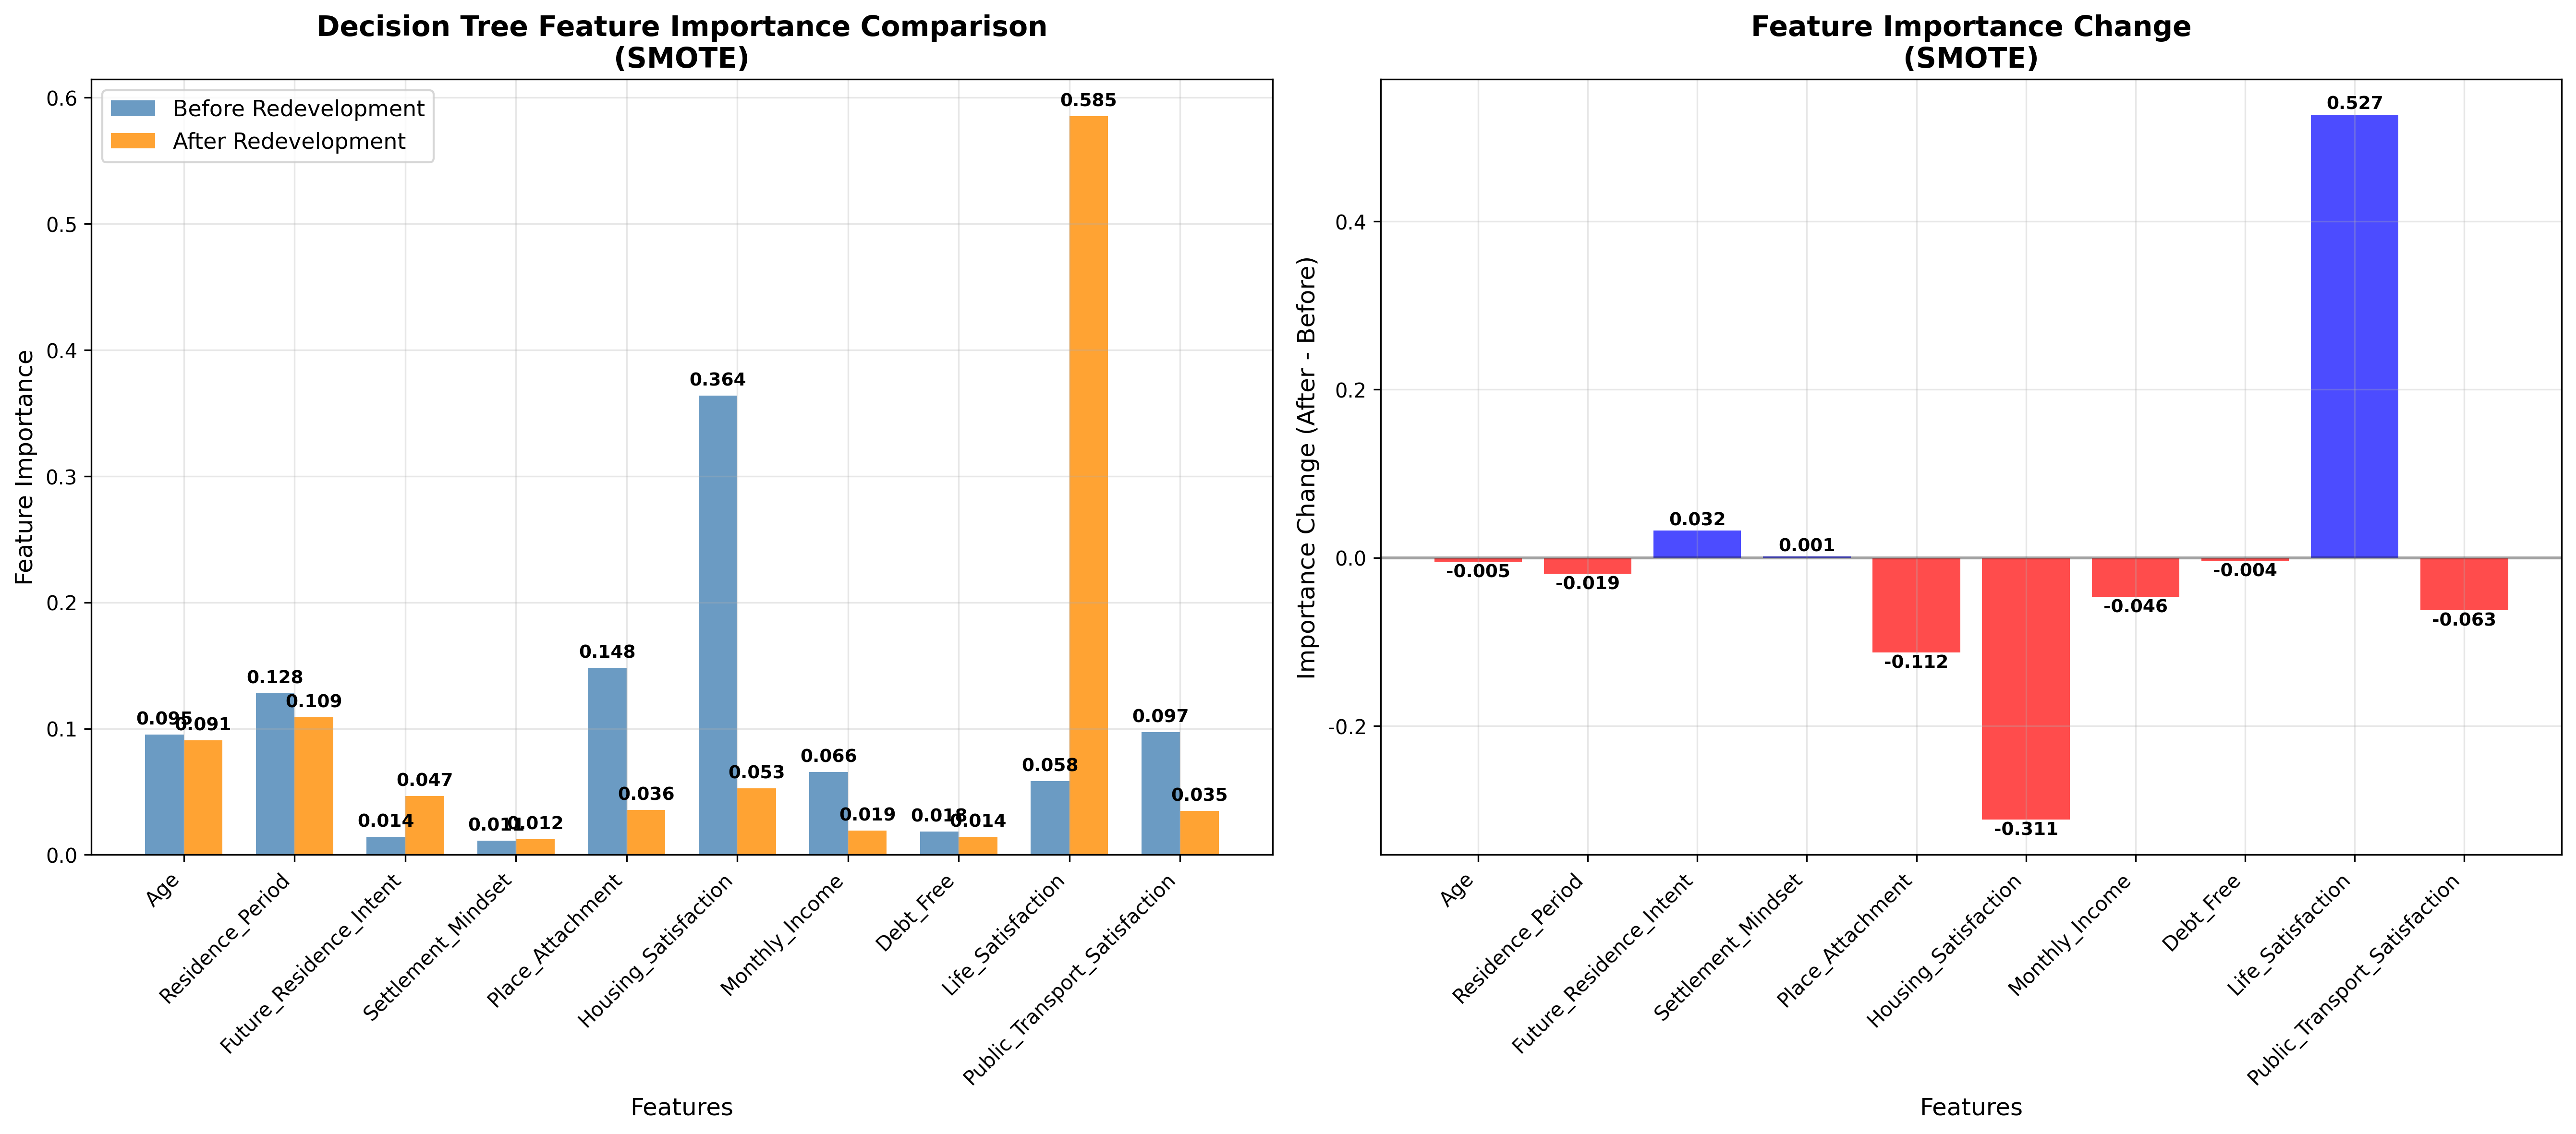 Decision Tree Feature Importance Comparison
(SMOTE)
Before Redevelopment
After Redevelopment
Feature Importance
0.6
0.5
0.4
0.3
0.2
0.1
0.0
0.095
0.091
0.128
0.109
0.014
0.047
0.011
0.012
0.148
0.036
0.364
0.053
0.066
0.019
0.018
0.014
0.058
0.585
0.097
0.035
Age
Residence_Period
Future_Residence_Intent
Settlement_Mindset
Place_Attachment
Housing_Satisfaction
Monthly_Income
Debt_Free
Life_Satisfaction
Public_Transport_Satisfaction
Features
Feature Importance Change
(SMOTE)
Importance Change (After - Before)
0.4
0.2
0.0
-0.2
-0.005
-0.019
0.032
0.001
-0.112
-0.311
-0.046
-0.004
0.527
-0.063
Age
Residence_Period
Future_Residence_Intent
Settlement_Mindset
Place_Attachment
Housing_Satisfaction
Monthly_Income
Debt_Free
Life_Satisfaction
Public_Transport_Satisfaction
Features